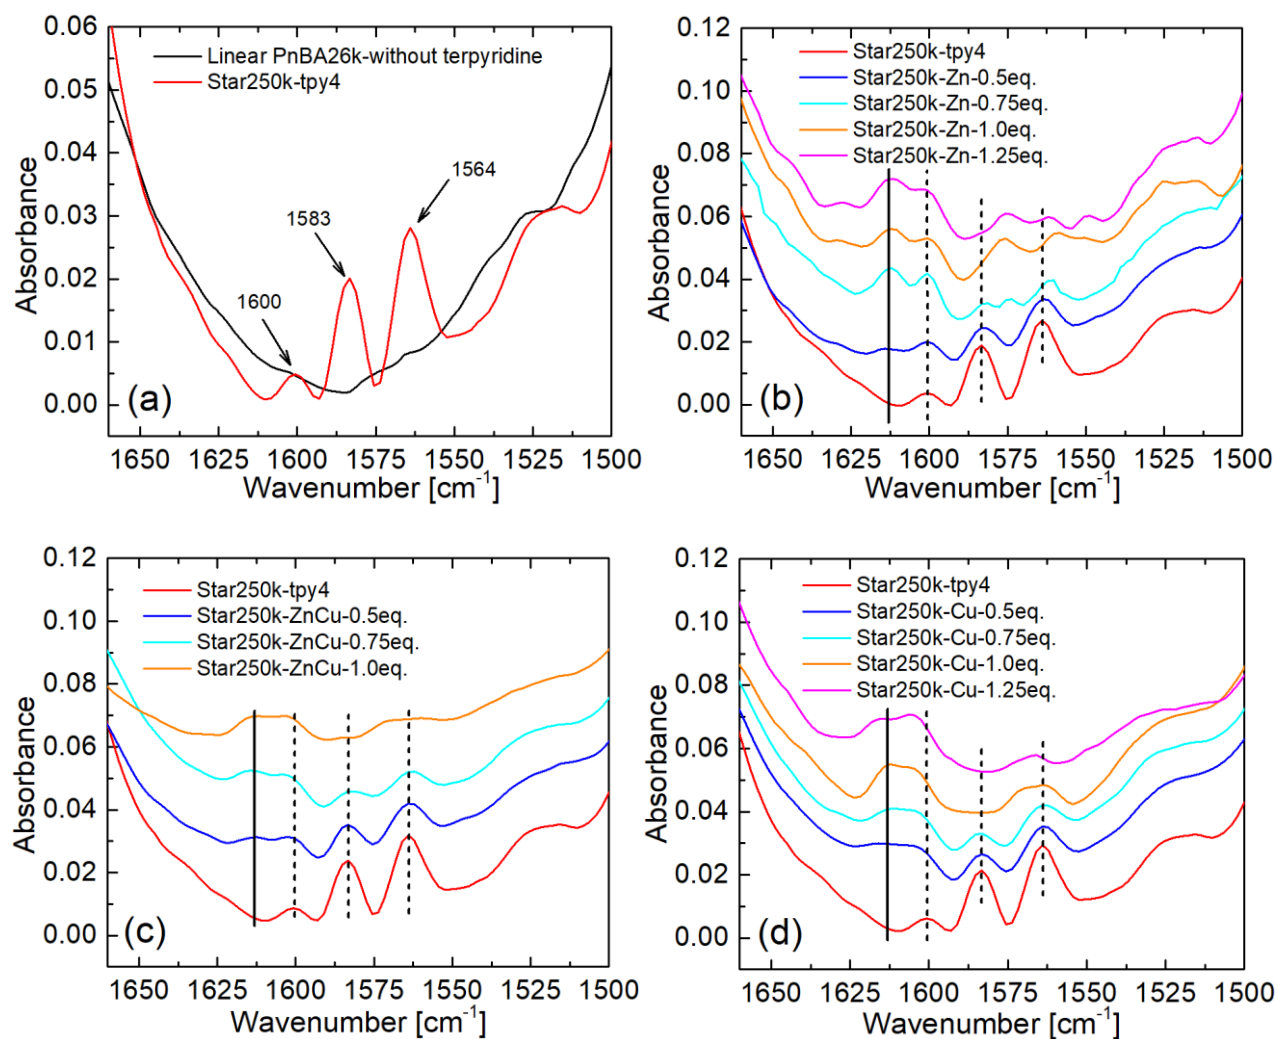 0.06
0.05
0.04
0.03
0.02
0.01
0.00
Absorbance
Linear PnBA26k-without terpyridine
Star250k-tpy4
1564
1583
1600
(a)
1650 1625 1600 1575 1550 1525 1500
Wavenumber [cm-1]
0.12
0.10
0.08
0.06
0.04
0.02
0.00
Absorbance
Star250k-tpy4
Star250k-Zn-0.5eq.
Star250k-Zn-0.75eq.
Star250k-Zn-1.0eq.
Star250k-Zn-1.25eq.
(b)
1650 1625 1600 1575 1550 1525 1500
Wavenumber [cm-1]
0.12
0.10
0.08
0.06
0.04
0.02
0.00
Absorbance
Star250k-tpy4
Star250k-ZnCu-0.5eq.
Star250k-ZnCu-0.75eq.
Star250k-ZnCu-1.0eq.
(c)
1650 1625 1600 1575 1550 1525 1500
Wavenumber [cm-1]
0.12
0.10
0.08
0.06
0.04
0.02
0.00
Absorbance
Star250k-tpy4
Star250k-Cu-0.5eq.
Star250k-Cu-0.75eq.
Star250k-Cu-1.0eq.
Star250k-Cu-1.25eq.
(d)
1650 1625 1600 1575 1550 1525 1500
Wavenumber [cm-1]